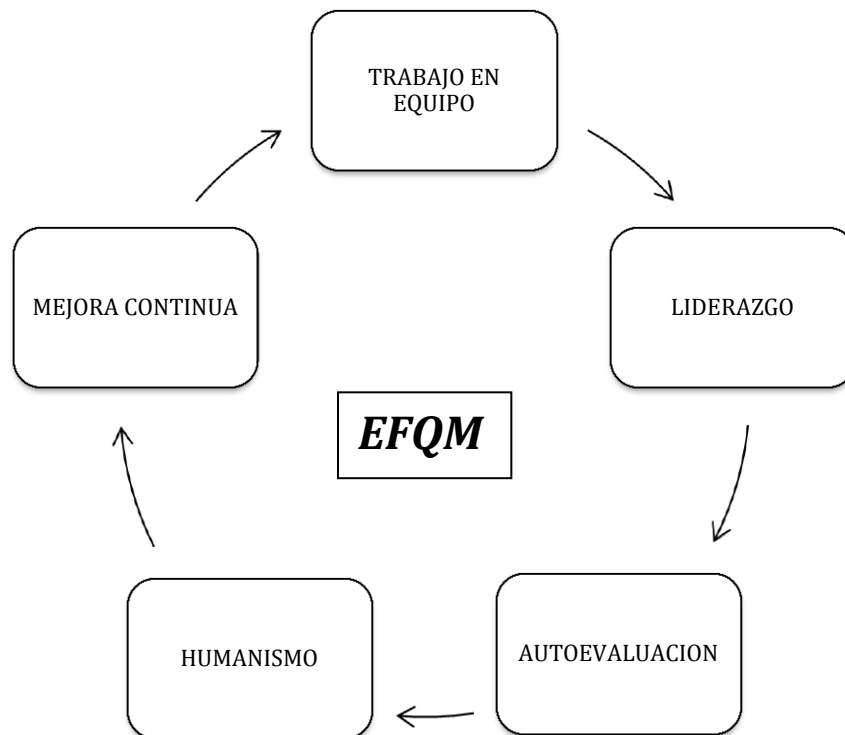 TRABAJO EN
EQUIPO
MEJORA CONTINUA
LIDERAZGO
EFQM
HUMANISMO
AUTOEVALUACION